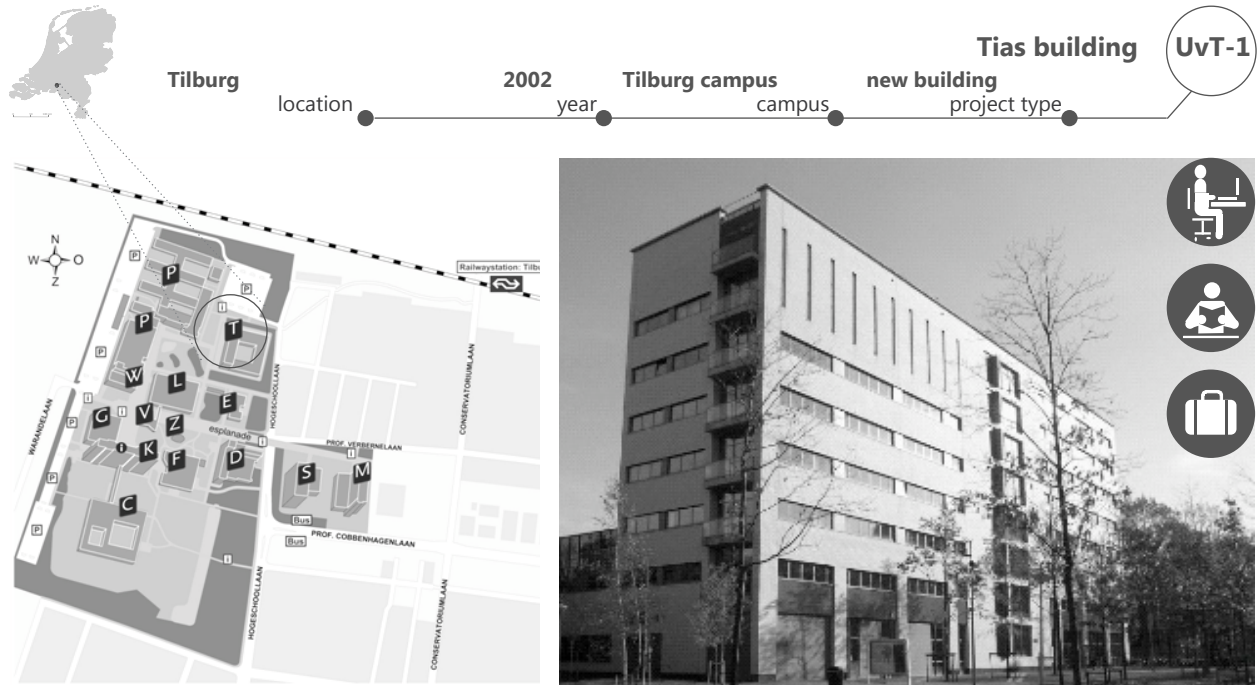 Tias building
UvT-1
Tilburg
2002
Tilburg campus
new building
location
year
campus
project type
N
W
O
Z
Railwaystation: Tilb
P
P
P
i
T
P
P
W
L
i
E
G
i
V
P
Z
esplanade
i
HOGESCHOOLLAAN
CONSERVATORIUMLAAN
WARANDELAAN
PROF. VERBERNELAAN
i
i
K
F
D
S
M
P
C
Bus
PROF. COBBENHAGENLAAN
Bus
P
i
HOGESCHOOLLAAN
CONSERVATORIUMLAAN